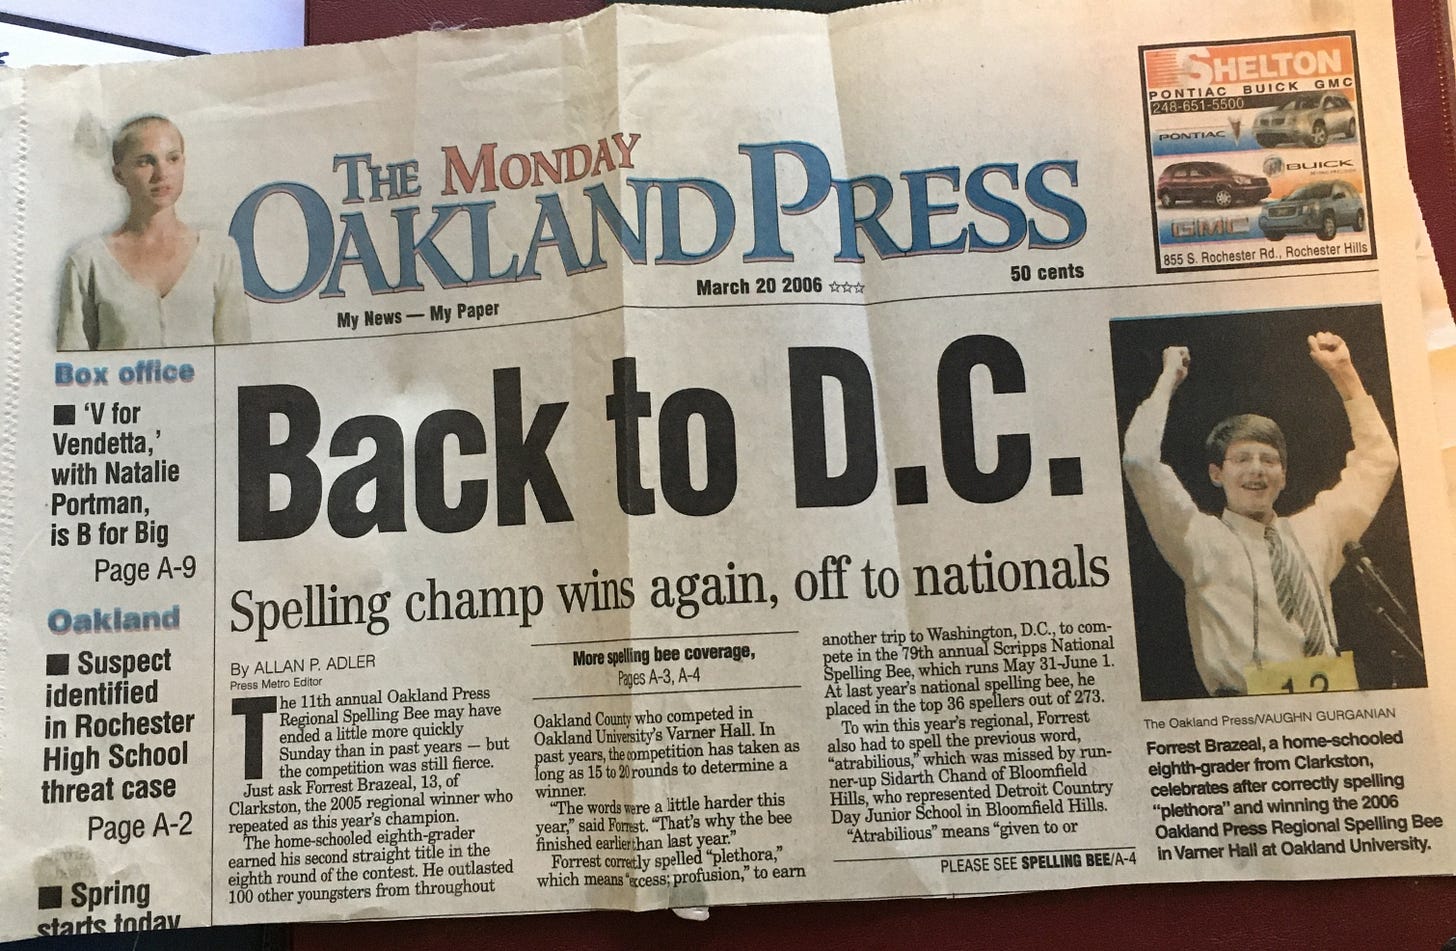 SHELTON
PONTIAC BUICK GMC
248-651-5500
PONTIAC
BUICK
GMC
855 S. Rochester Rd., Rochester Hills
THE MONDAY
OAKLAND PRESS
March 20 2006 ☆☆☆
50 cents
My News — My Paper
Box office
■ ‘V for
Vendetta,’
with Natalie
Portman,
is B for Big
Page A-9
Oakland
■ Suspect
identified
in Rochester
High School
threat case
Page A-2
■ Spring
starts today
Back to D.C.
Spelling champ wins again, off to nationals
By ALLAN P. ADLER
Press Metro Editor
The 11th annual Oakland Press
Regional Spelling Bee may have
ended a little more quickly
Sunday than in past years — but
the competition was still fierce.
Just ask Forrest Brazeal, 13, of
Clarkston, the 2005 regional winner who
repeated as this year’s champion.
The home-schooled eighth-grader
earned his second straight title in the
eighth round of the contest. He outlasted
100 other youngsters from throughout
More spelling bee coverage,
Pages A-3, A-4
Oakland County who competed in
Oakland University’s Varner Hall. In
past years, the competition has taken as
long as 15 to 20 rounds to determine a
winner.
“The words were a little harder this
year,” said Forrest. “That’s why the bee
finished earlier than last year.”
Forrest correctly spelled “plethora,”
which means “excess; profusion,” to earn
another trip to Washington, D.C., to com-
pete in the 79th annual Scripps National
Spelling Bee, which runs May 31-June 1.
At last year’s national spelling bee, he
placed in the top 36 spellers out of 273.
To win this year’s regional, Forrest
also had to spell the previous word,
“atrabilious,” which was missed by run-
ner-up Sidarth Chand of Bloomfield
Hills, who represented Detroit Country
Day Junior School in Bloomfield Hills.
“Atrabilious” means “given to or
PLEASE SEE SPELLING BEE/A-4
12
The Oakland Press/VAUGHN GURGANIAN
Forrest Brazeal, a home-schooled
eighth-grader from Clarkston,
celebrates after correctly spelling
“plethora” and winning the 2006
Oakland Press Regional Spelling Bee
in Varner Hall at Oakland University.